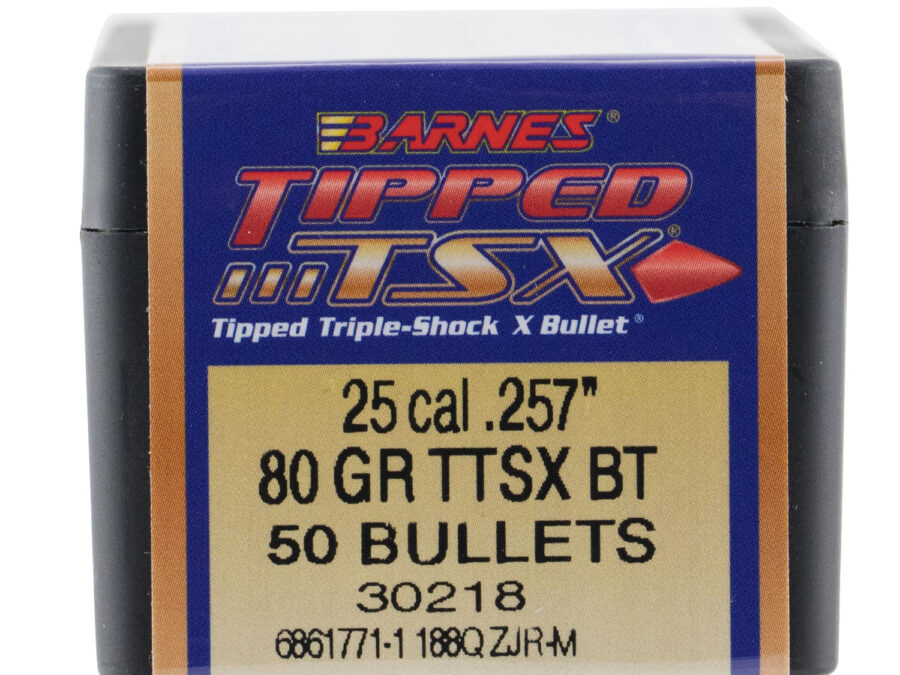 BARNES®
TIPPED
TSX®
Tipped Triple-Shock X Bullet®
25 cal .257"
80 GR TTSX BT
50 BULLETS
30218
6861771-1 188Q ZJR-M